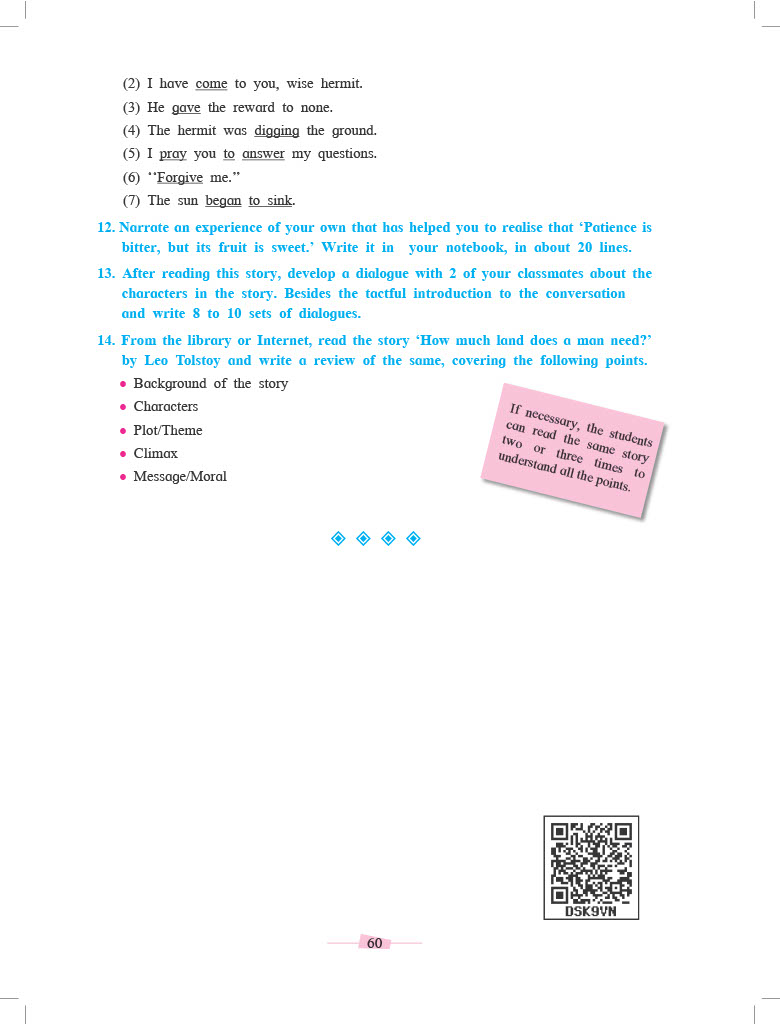 (2) I have come to you, wise hermit.
(3) He gave the reward to none.
(4) The hermit was digging the ground.
(5) I pray you to answer my questions.
(6) ‘‘Forgive me.”
(7) The sun began to sink.
12. Narrate an experience of your own that has helped you to realise that ‘Patience is
bitter, but its fruit is sweet.’ Write it in your notebook, in about 20 lines.
13. After reading this story, develop a dialogue with 2 of your classmates about the
characters in the story. Besides the tactful introduction to the conversation
and write 8 to 10 sets of dialogues.
14. From the library or Internet, read the story ‘How much land does a man need?’
by Leo Tolstoy and write a review of the same, covering the following points.
• Background of the story
• Characters
• Plot/Theme
• Climax
• Message/Moral
If necessary, the students
can read the same story
two or three times to
understand all the points.
DSK9VN
60